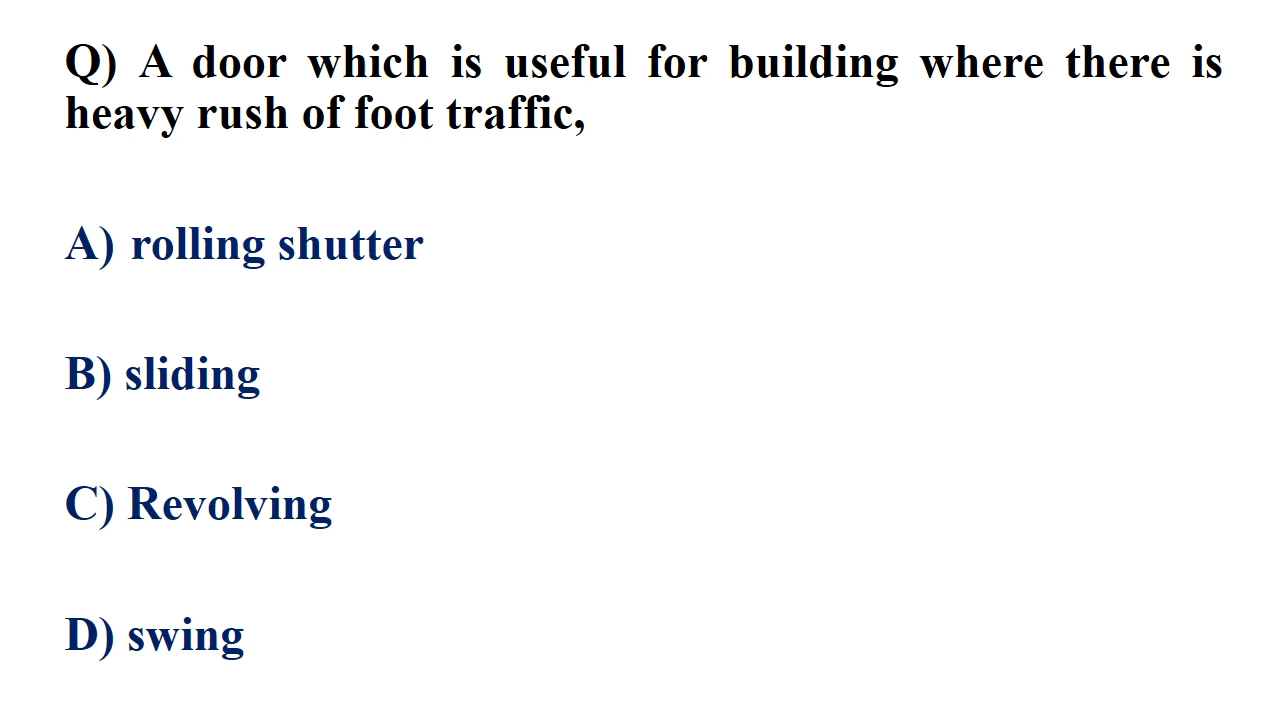 Q) A door which is useful for building where there is
heavy rush of foot traffic,
A) rolling shutter
B) sliding
C) Revolving
D) swing